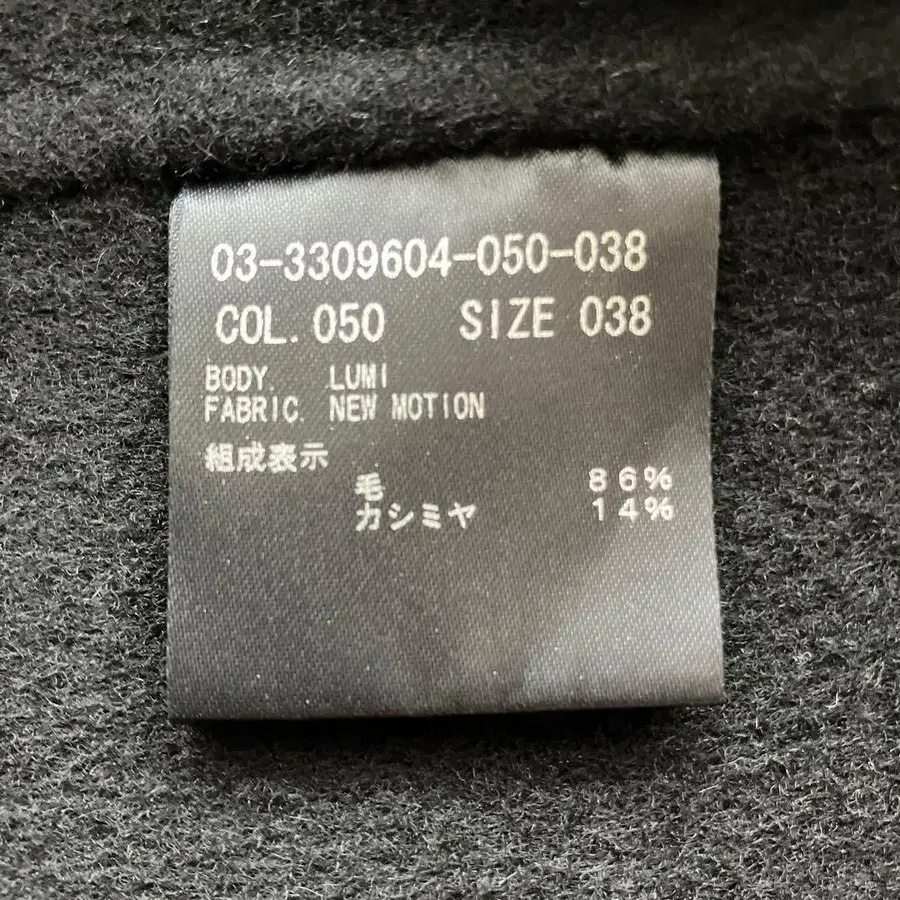 03-3309604-050-038
COL. 050 SIZE 038
BODY. LUMI
FABRIC. NEW MOTION
組成表示
毛 86%
カシミヤ 14%